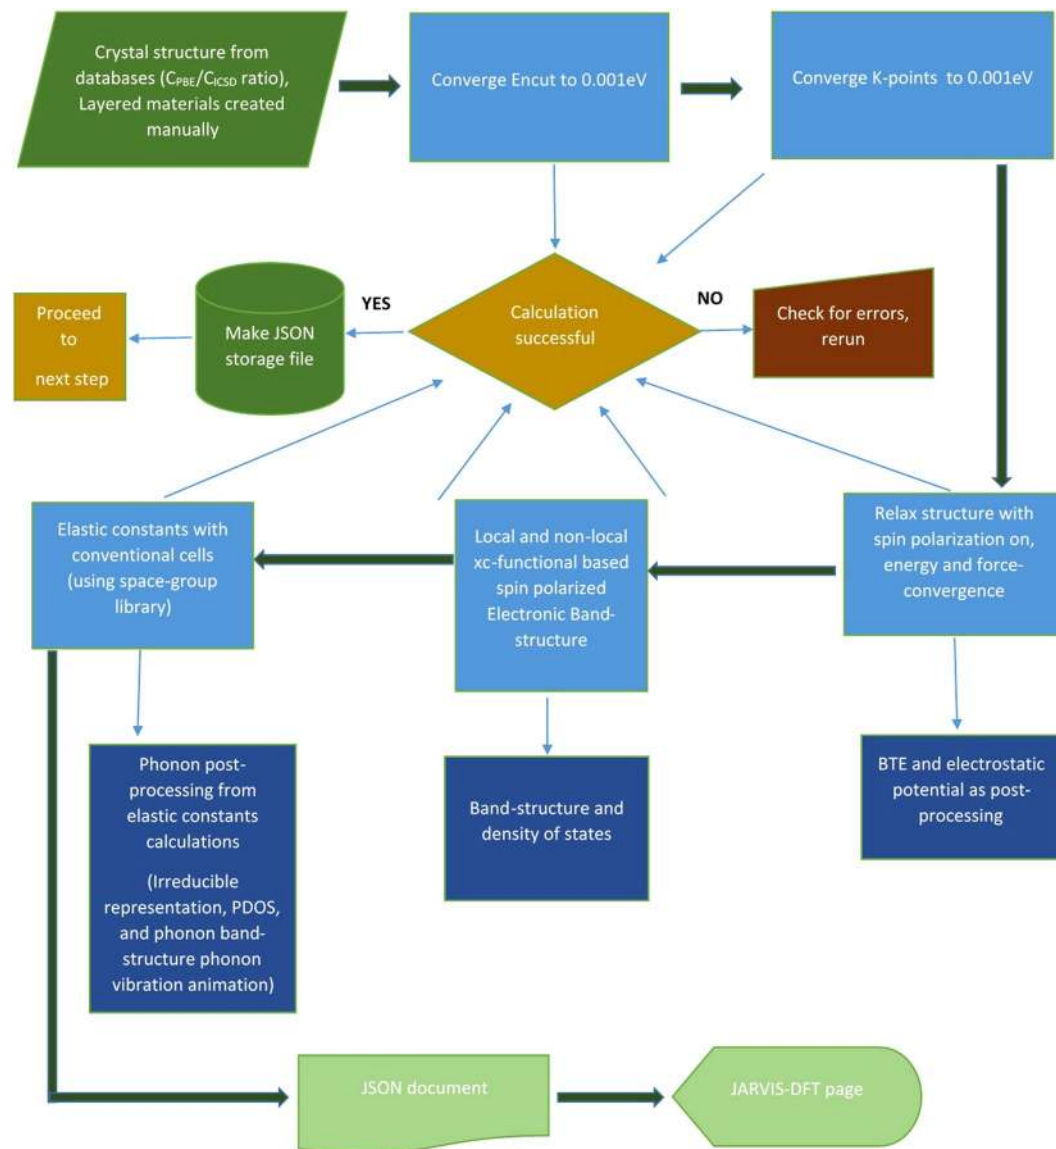 Crystal structure from
databases (CPBE/CICSD ratio),
Layered materials created
manually
Converge Encut to 0.001eV
Converge K-points to 0.001eV
Proceed
to
next step
Make JSON
storage file
YES
Calculation
successful
NO
Check for errors,
rerun
Elastic constants with
conventional cells
(using space-group
library)
Local and non-local
xc-functional based
spin polarized
Electronic Band-
structure
Relax structure with
spin polarization on,
energy and force-
convergence
Phonon post-
processing from
elastic constants
calculations
(Irreducible
representation, PDOS,
and phonon band-
structure phonon
vibration animation)
Band-structure and
density of states
BTE and electrostatic
potential as post-
processing
JSON document
JARVIS-DFT page